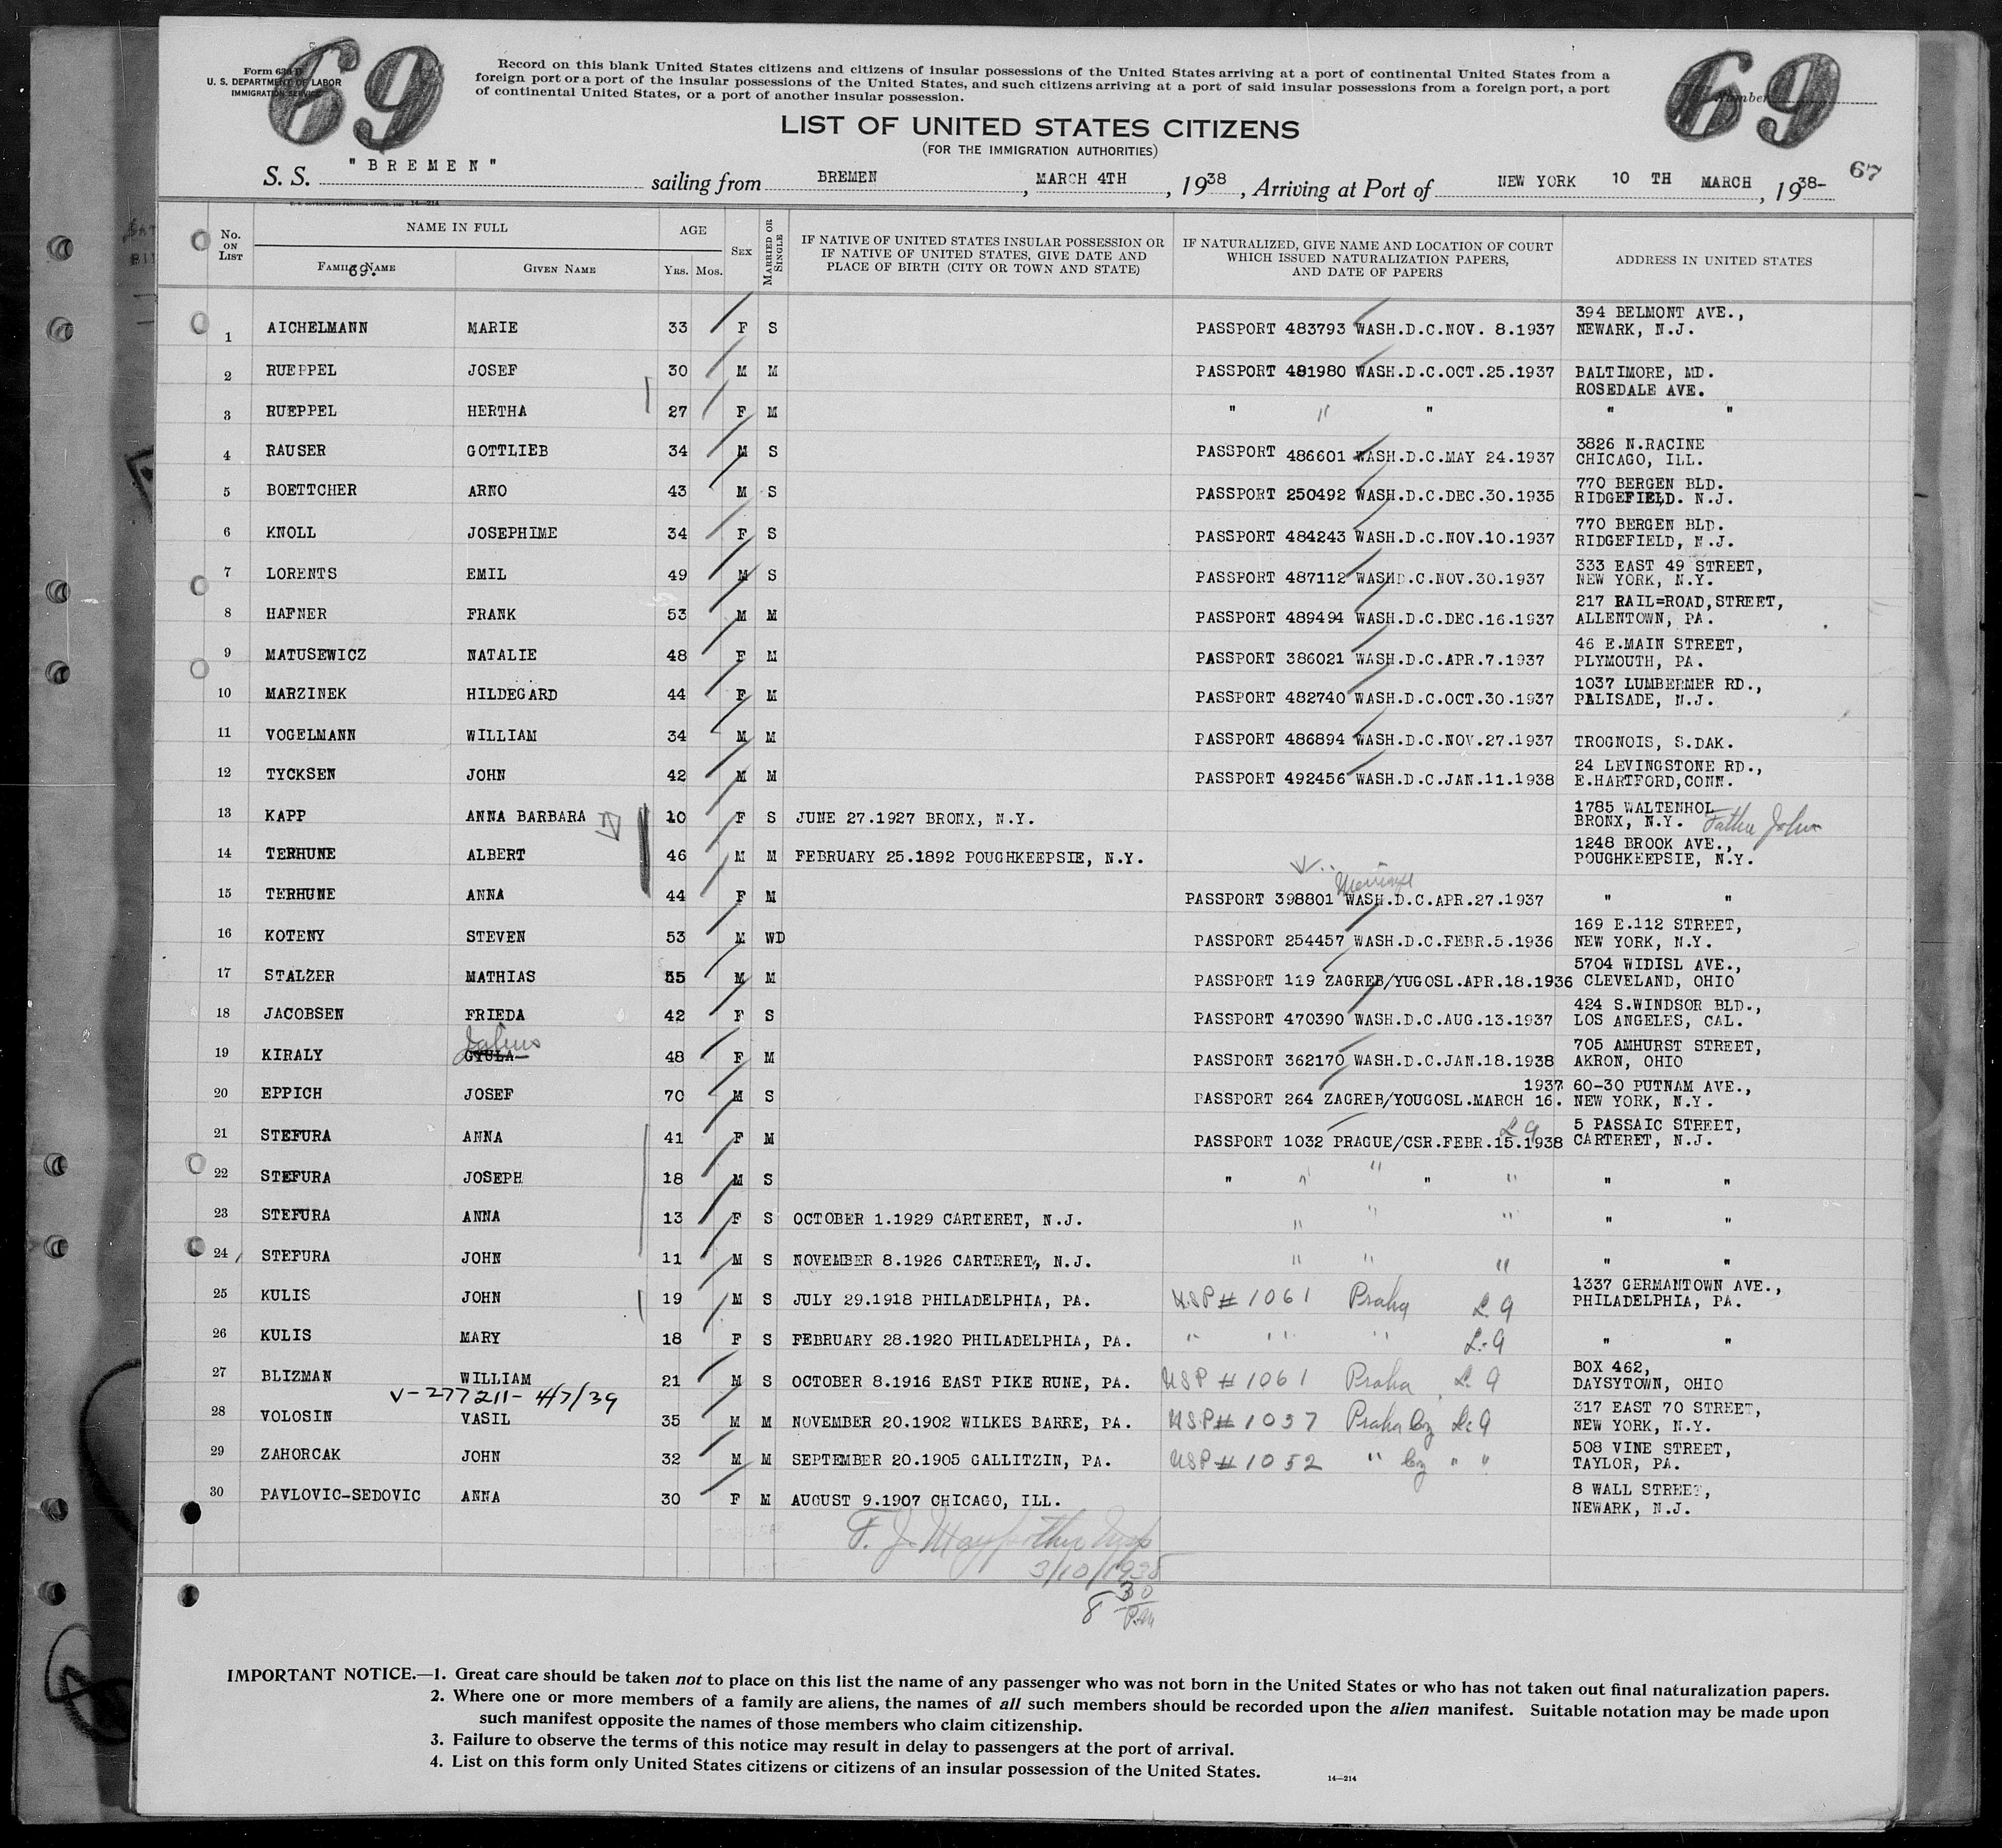 69
69
Form 630 B
U. S. DEPARTMENT OF LABOR
IMMIGRATION SERVICE
Number
Record on this blank United States citizens and citizens of insular possessions of the United States arriving at a port of continental United States from a
foreign port or a port of the insular possessions of the United States, and such citizens arriving at a port of said insular possessions from a foreign port, a port
of continental United States, or a port of another insular possession.
LIST OF UNITED STATES CITIZENS
(FOR THE IMMIGRATION AUTHORITIES)
67
S. S. "BREMEN" sailing from BREMEN, MARCH 4TH, 1938, Arriving at Port of NEW YORK 10 TH MARCH, 1938-
14—214
No. ON LIST
NAME IN FULL
FAMILY NAME
69.
GIVEN NAME
AGE
YRS. MOS.
SEX
MARRIED OR SINGLE
IF NATIVE OF UNITED STATES INSULAR POSSESSION OR
IF NATIVE OF UNITED STATES, GIVE DATE AND
PLACE OF BIRTH (CITY OR TOWN AND STATE)
IF NATURALIZED, GIVE NAME AND LOCATION OF COURT
WHICH ISSUED NATURALIZATION PAPERS,
AND DATE OF PAPERS
ADDRESS IN UNITED STATES
1 AICHELMANN MARIE 33 F S PASSPORT 483793 WASH.D.C.NOV. 8.1937 394 BELMONT AVE.,
NEWARK, N.J.
2 RUEPPEL JOSEF 30 M M PASSPORT 481980 WASH.D.C.OCT.25.1937 BALTIMORE, MD.
ROSEDALE AVE.
3 RUEPPEL HERTHA 27 F M " " " " "
4 RAUSER GOTTLIEB 34 M S PASSPORT 486601 WASH.D.C.MAY 24.1937 3826 N.RACINE
CHICAGO, ILL.
5 BOETTCHER ARNO 43 M S PASSPORT 250492 WASH.D.C.DEC.30.1935 770 BERGEN BLD.
RIDGEFIELD. N.J.
6 KNOLL JOSEPHIME 34 F S PASSPORT 484243 WASH.D.C.NOV.10.1937 770 BERGEN BLD.
RIDGEFIELD, N.J.
7 LORENTS EMIL 49 M S PASSPORT 487112 WASHD.C.NOV.30.1937 333 EAST 49 STREET,
NEW YORK, N.Y.
8 HAFNER FRANK 53 M M PASSPORT 489494 WASH.D.C.DEC.16.1937 217 RAIL=ROAD,STREET,
ALLENTOWN, PA.
9 MATUSEWICZ NATALIE 48 F M PASSPORT 386021 WASH.D.C.APR.7.1937 46 E.MAIN STREET,
PLYMOUTH, PA.
10 MARZINEK HILDEGARD 44 F M PASSPORT 482740 WASH.D.C.OCT.30.1937 1037 LUMBERMER RD.,
PALISADE, N.J.
11 VOGELMANN WILLIAM 34 M M PASSPORT 486894 WASH.D.C.NOV.27.1937 TROGNOIS, S.DAK.
12 TYCKSEN JOHN 42 M M PASSPORT 492456 WASH.D.C.JAN.11.1938 24 LEVINGSTONE RD.,
E.HARTFORD,CONN.
13 KAPP ANNA BARBARA 10 F S JUNE 27.1927 BRONX, N.Y. 1785 WALTENHOL
BRONX, N.Y. Father John
14 TERHUNE ALBERT 46 M M FEBRUARY 25.1892 POUGHKEEPSIE, N.Y. 1248 BROOK AVE.,
POUGHKEEPSIE, N.Y.
Marriage
15 TERHUNE ANNA 44 F M PASSPORT 398801 WASH.D.C.APR.27.1937 " "
16 KOTENY STEVEN 53 M WD PASSPORT 254457 WASH.D.C.FEBR.5.1936 169 E.112 STREET,
NEW YORK, N.Y.
17 STALZER MATHIAS 55 M M PASSPORT 119 ZAGREB/YUGOSL.APR.18.1936 5704 WIDISL AVE.,
CLEVELAND, OHIO
18 JACOBSEN FRIEDA 42 F S PASSPORT 470390 WASH.D.C.AUG.13.1937 424 S.WINDSOR BLD.,
LOS ANGELES, CAL.
Julius
19 KIRALY GYULA 48 F M PASSPORT 362170 WASH.D.C.JAN.18.1938 705 AMHURST STREET,
AKRON, OHIO
20 EPPICH JOSEF 70 M S PASSPORT 264 ZAGREB/YOUGOSL.MARCH 16. 1937 60-30 PUTNAM AVE.,
NEW YORK, N.Y.
21 STEFURA ANNA 41 F M PASSPORT 1032 PRAGUE/CSR.FEBR.15.1938 L 9 5 PASSAIC STREET,
CARTERET, N.J.
22 STEFURA JOSEPH 18 M S " " " " " " "
23 STEFURA ANNA 13 F S OCTOBER 1.1929 CARTERET, N.J. " " " " "
24 STEFURA JOHN 11 M S NOVEMBER 8.1926 CARTERET, N.J. " " " " "
25 KULIS JOHN 19 M S JULY 29.1918 PHILADELPHIA, PA. USP # 1061 Praha L 9 1337 GERMANTOWN AVE.,
PHILADELPHIA, PA.
26 KULIS MARY 18 F S FEBRUARY 28.1920 PHILADELPHIA, PA. " " " L-9 " "
27 BLIZMAN WILLIAM 21 M S OCTOBER 8.1916 EAST PIKE RUNE, PA. USP # 1061 Praha L 9 BOX 462,
DAYSYTOWN, OHIO
V-277211- 4/7/39
28 VOLOSIN VASIL 35 M M NOVEMBER 20.1902 WILKES BARRE, PA. USP# 1037 Praha Cz L 9 317 EAST 70 STREET,
NEW YORK, N.Y.
29 ZAHORCAK JOHN 32 M M SEPTEMBER 20.1905 GALLITZIN, PA. USP # 1052 " Cz " " 508 VINE STREET,
TAYLOR, PA.
30 PAVLOVIC-SEDOVIC ANNA 30 F M AUGUST 9.1907 CHICAGO, ILL. 8 WALL STREET,
NEWARK, N.J.
3/10/1938
8 30 P.M
IMPORTANT NOTICE.—1. Great care should be taken not to place on this list the name of any passenger who was not born in the United States or who has not taken out final naturalization papers.
2. Where one or more members of a family are aliens, the names of all such members should be recorded upon the alien manifest. Suitable notation may be made upon
such manifest opposite the names of those members who claim citizenship.
3. Failure to observe the terms of this notice may result in delay to passengers at the port of arrival.
4. List on this form only United States citizens or citizens of an insular possession of the United States.
14—214